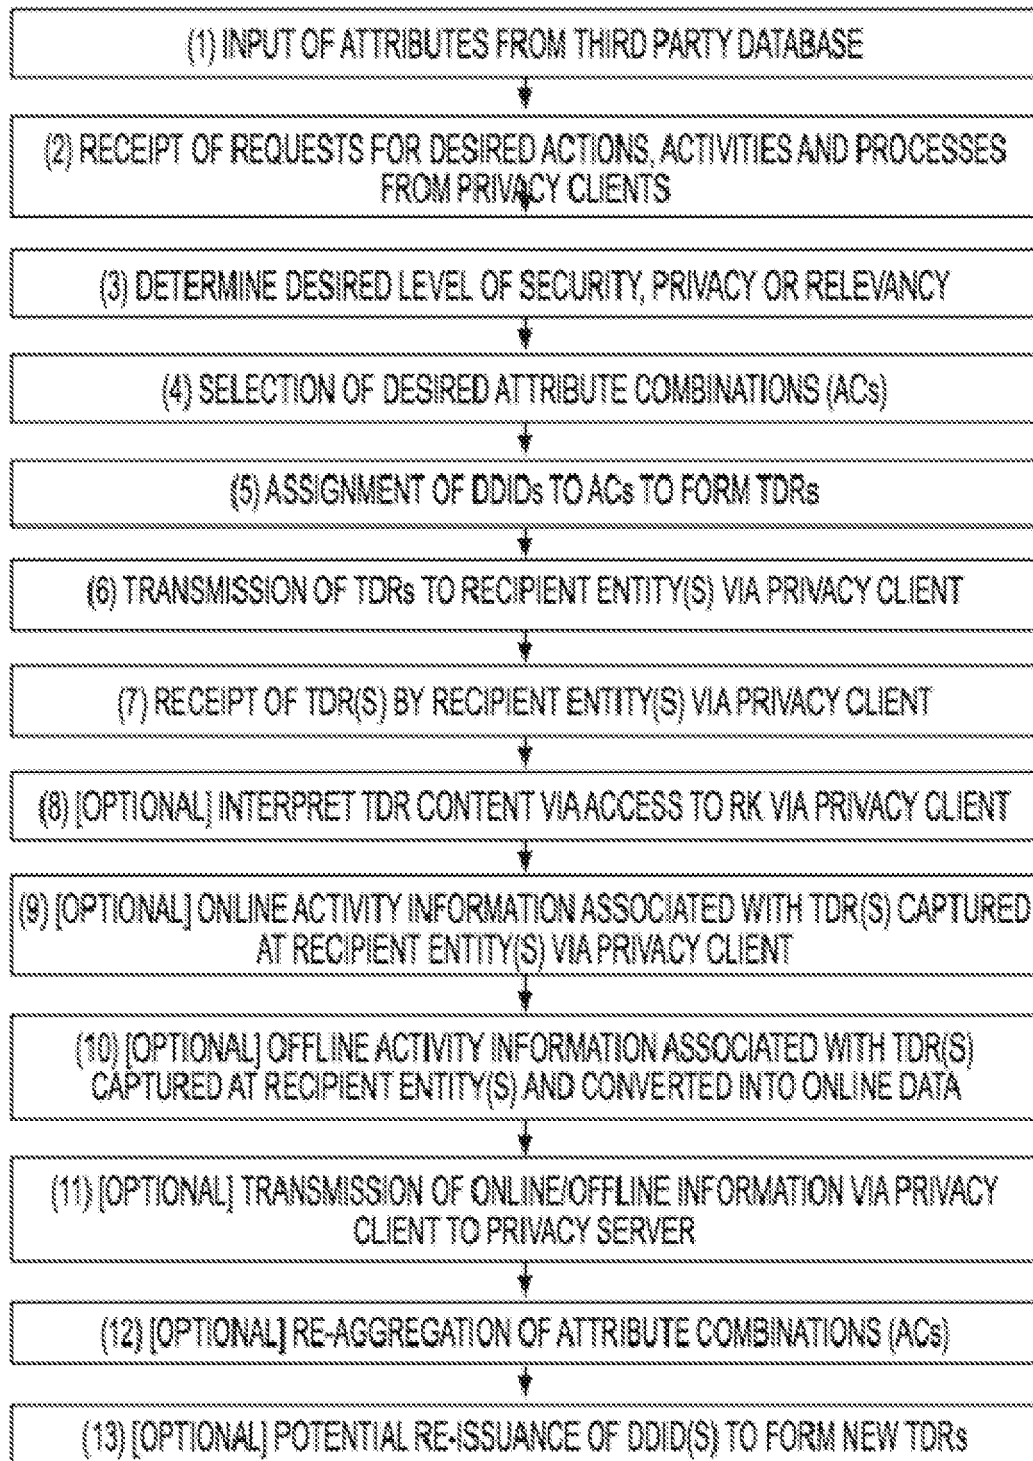 (1) INPUT OF ATTRIBUTES FROM THIRD PARTY DATABASE
(2) RECEIPT OF REQUESTS FOR DESIRED ACTIONS, ACTIVITIES AND PROCESSES
FROM PRIVACY CLIENTS
(3) DETERMINE DESIRED LEVEL OF SECURITY, PRIVACY OR RELEVANCY
(4) SELECTION OF DESIRED ATTRIBUTE COMBINATIONS (ACs)
(5) ASSIGNMENT OF DDIDs TO ACs TO FORM TDRs
(6) TRANSMISSION OF TDRs TO RECIPIENT ENTITY(S) VIA PRIVACY CLIENT
(7) RECEIPT OF TDR(S) BY RECIPIENT ENTITY(S) VIA PRIVACY CLIENT
(8) [OPTIONAL] INTERPRET TDR CONTENT VIA ACCESS TO RK VIA PRIVACY CLIENT
(9) [OPTIONAL] ONLINE ACTIVITY INFORMATION ASSOCIATED WITH TDR(S) CAPTURED
AT RECIPIENT ENTITY(S) VIA PRIVACY CLIENT
(10) [OPTIONAL] OFFLINE ACTIVITY INFORMATION ASSOCIATED WITH TDR(S)
CAPTURED AT RECIPIENT ENTITY(S) AND CONVERTED INTO ONLINE DATA
(11) [OPTIONAL] TRANSMISSION OF ONLINE/OFFLINE INFORMATION VIA PRIVACY
CLIENT TO PRIVACY SERVER
(12) [OPTIONAL] RE-AGGREGATION OF ATTRIBUTE COMBINATIONS (ACs)
(13) [OPTIONAL] POTENTIAL RE-ISSUANCE OF DDID(S) TO FORM NEW TDRs